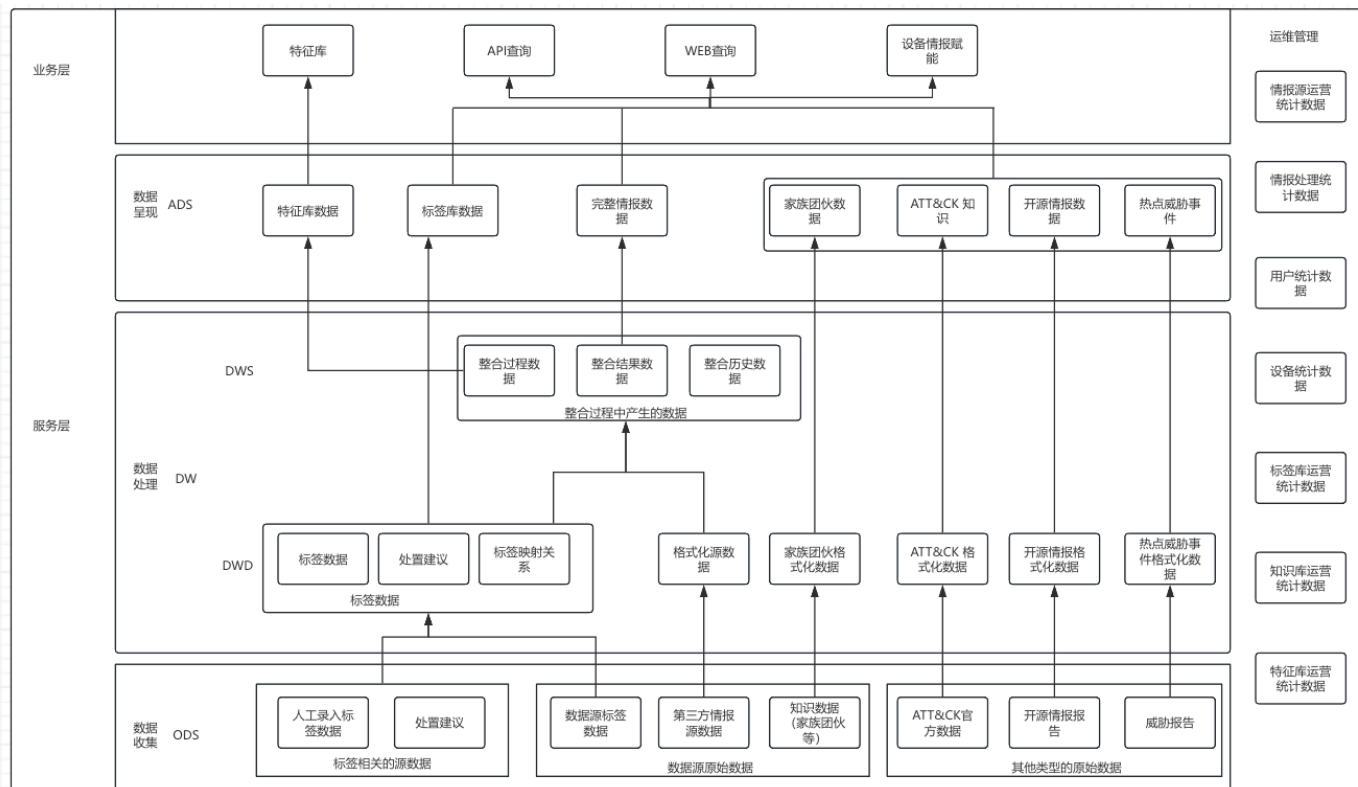 特征库
API查询
WEB查询
设备情报赋
能
运维管理
业务层
情报源运营
统计数据
数据
呈现
ADS
特征库数据
标签库数据
完整情报数
据
家族团伙数
据
ATT&CK 知
识
开源情报数
据
热点威胁事
件
情报处理统
计数据
用户统计数
据
服务层
DWS
整合过程数
据
整合结果数
据
整合历史数
据
整合过程中产生的数据
设备统计数
据
数据
处理
DW
标签库运营
统计数据
DWD
标签数据
处置建议
标签映射关
系
标签数据
格式化源数
据
家族团伙格
式化数据
ATT&CK 格
式化数据
开源情报格
式化数据
热点威胁事
件格式化数
据
知识库运营
统计数据
特征库运营
统计数据
数据
收集
ODS
人工录入标
签数据
处置建议
标签相关的源数据
数据源标签
数据
第三方情报
源数据
知识数据
（家族团伙
等）
数据源原始数据
ATT&CK官
方数据
开源情报报
告
威胁报告
其他类型的原始数据